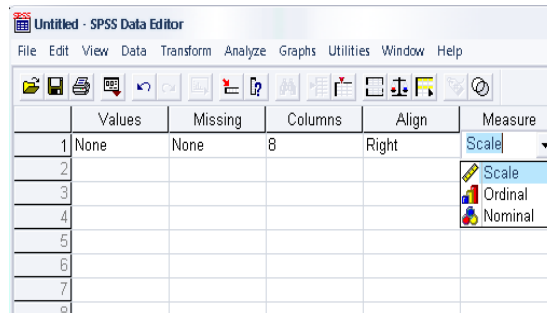 Untitled - SPSS Data Editor
File Edit View Data Transform Analyze Graphs Utilities Window Help
Values Missing Columns Align Measure
1 None None 8 Right Scale
2 Scale
3 Ordinal
4 Nominal
5
6
7
8